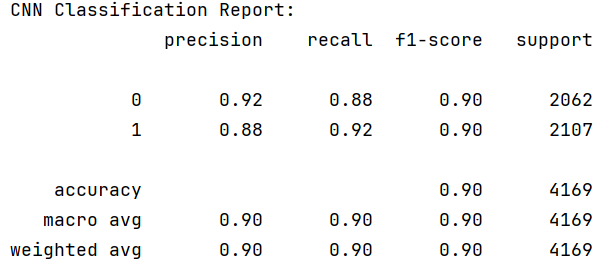 CNN Classification Report:
precision recall f1-score support
0 0.92 0.88 0.90 2062
1 0.88 0.92 0.90 2107
accuracy 0.90 4169
macro avg 0.90 0.90 0.90 4169
weighted avg 0.90 0.90 0.90 4169